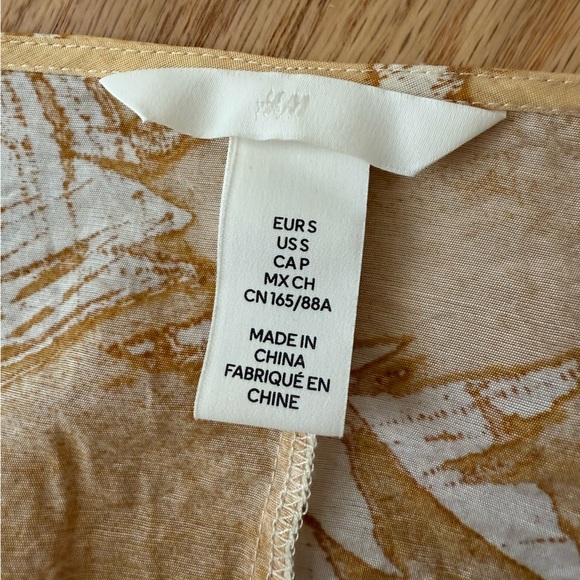 H&M
EUR S
US S
CA P
MX CH
CN 165/88A
MADE IN
CHINA
FABRIQUÉ EN
CHINE